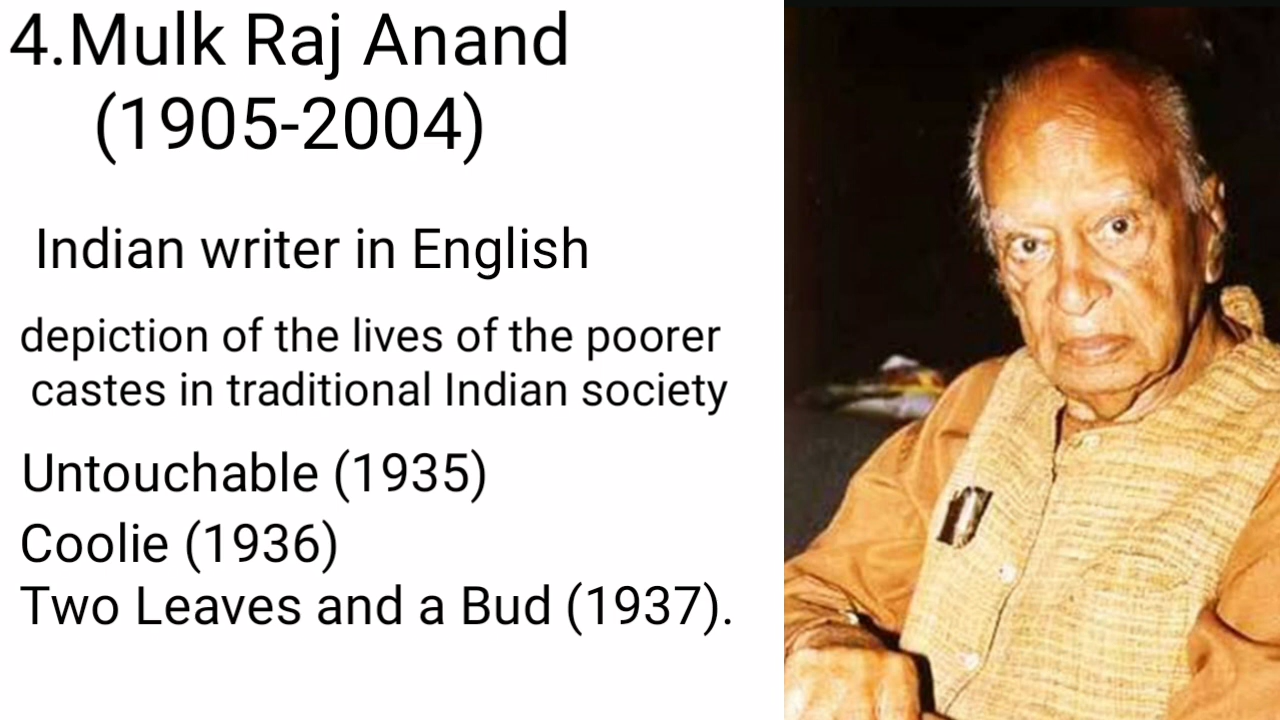 4.Mulk Raj Anand
(1905-2004)
Indian writer in English
depiction of the lives of the poorer
castes in traditional Indian society
Untouchable (1935)
Coolie (1936)
Two Leaves and a Bud (1937).